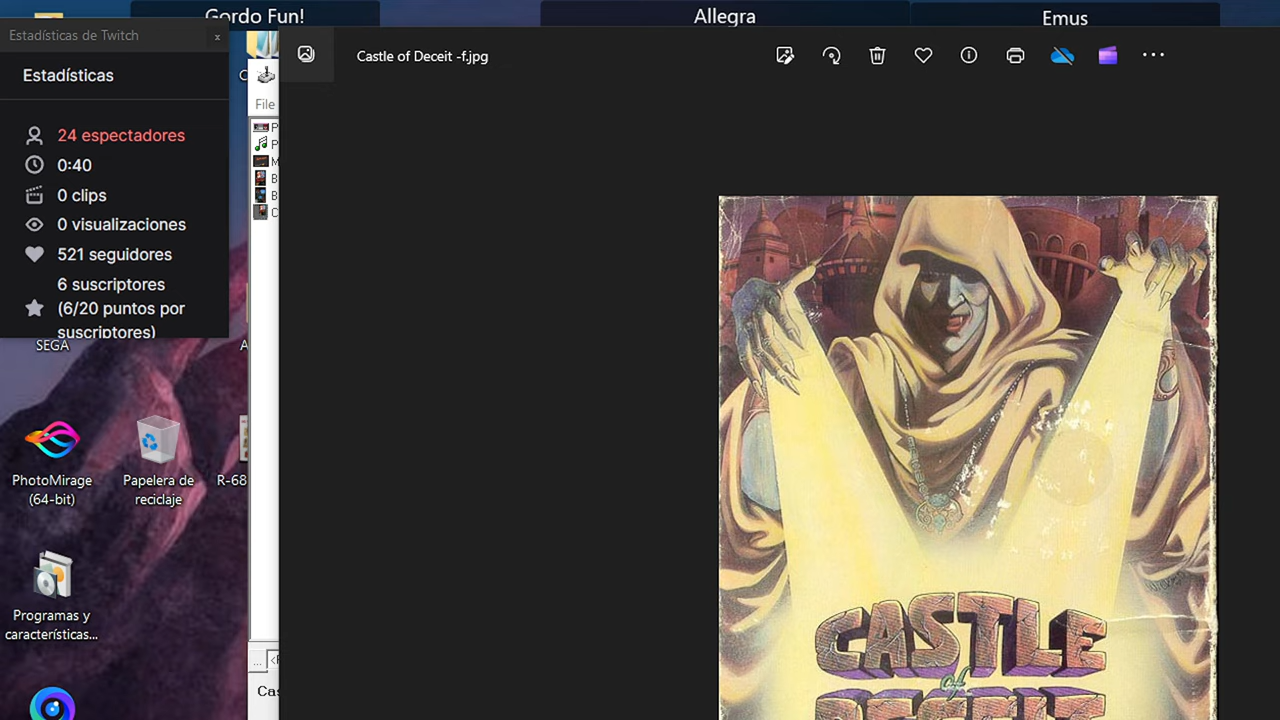 Gordo Fun!
Allegra
Emus
Estadísticas de Twitch
x
Estadísticas
24 espectadores
0:40
0 clips
0 visualizaciones
521 seguidores
6 suscriptores
(6/20 puntos por
suscriptores)
SEGA
PhotoMirage
(64-bit)
Papelera de
reciclaje
R-68
Programas y
características...
File
P
P
M
B
B
C
...
Cas
Castle of Deceit -f.jpg
CASTLE
of
DECEIT